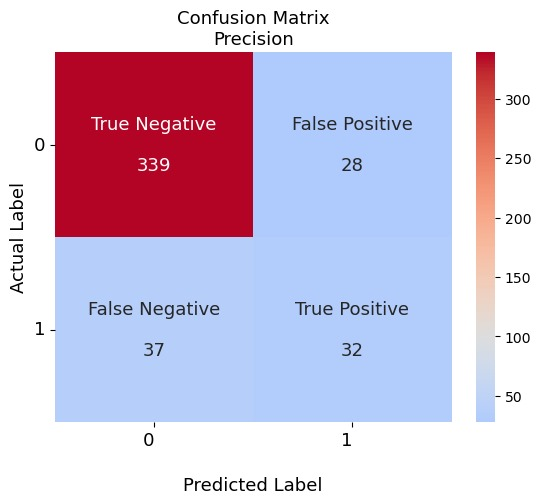 Confusion Matrix
Precision
True Negative
False Positive
339
28
0
False Negative
True Positive
37
32
1
Actual Label
0
1
Predicted Label
300
250
200
150
100
50